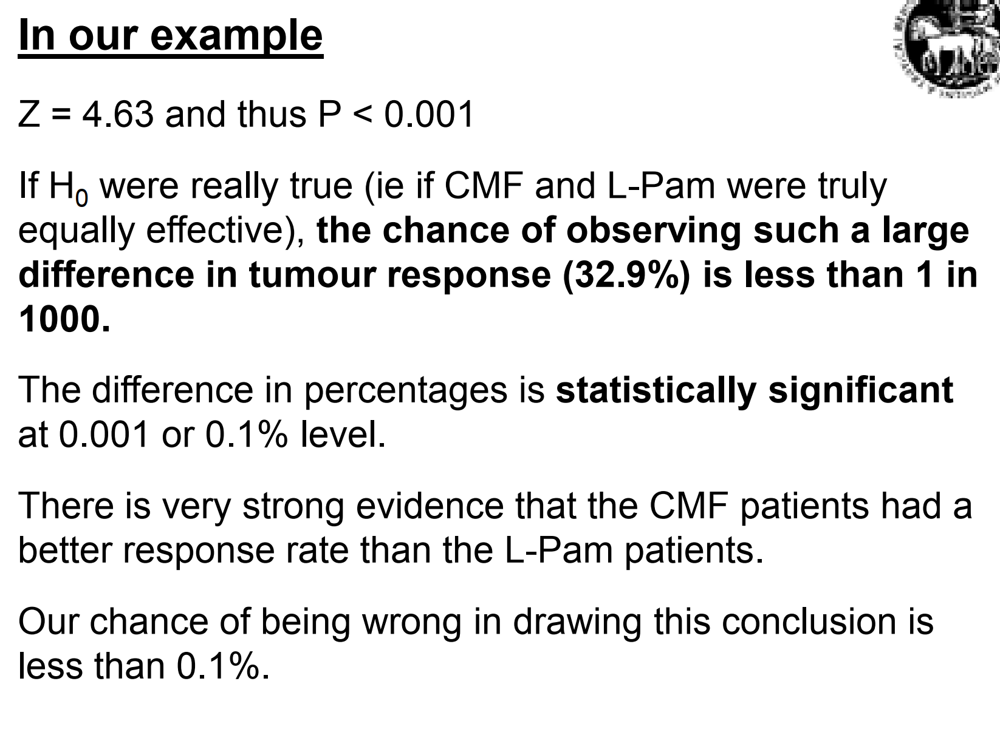 In our example
Z = 4.63 and thus P < 0.001
If H₀ were really true (ie if CMF and L-Pam were truly
equally effective), the chance of observing such a large
difference in tumour response (32.9%) is less than 1 in
1000.
The difference in percentages is statistically significant
at 0.001 or 0.1% level.
There is very strong evidence that the CMF patients had a
better response rate than the L-Pam patients.
Our chance of being wrong in drawing this conclusion is
less than 0.1%.